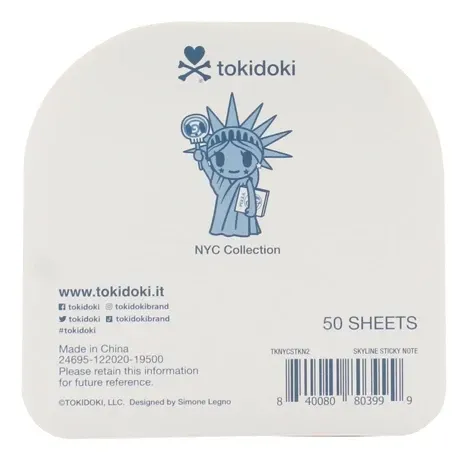 tokidoki
NYC Collection
www.tokidoki.it
tokidoki tokidokibrand
tokidoki tokidokibrand
#tokidoki
50 SHEETS
Made in China
24695-122020-19500
Please retain this information
for future reference.
©TOKIDOKI, LLC. Designed by Simone Legno
TKNYCSTKN2 SKYLINE STICKY NOTE
8 40080 80399 9